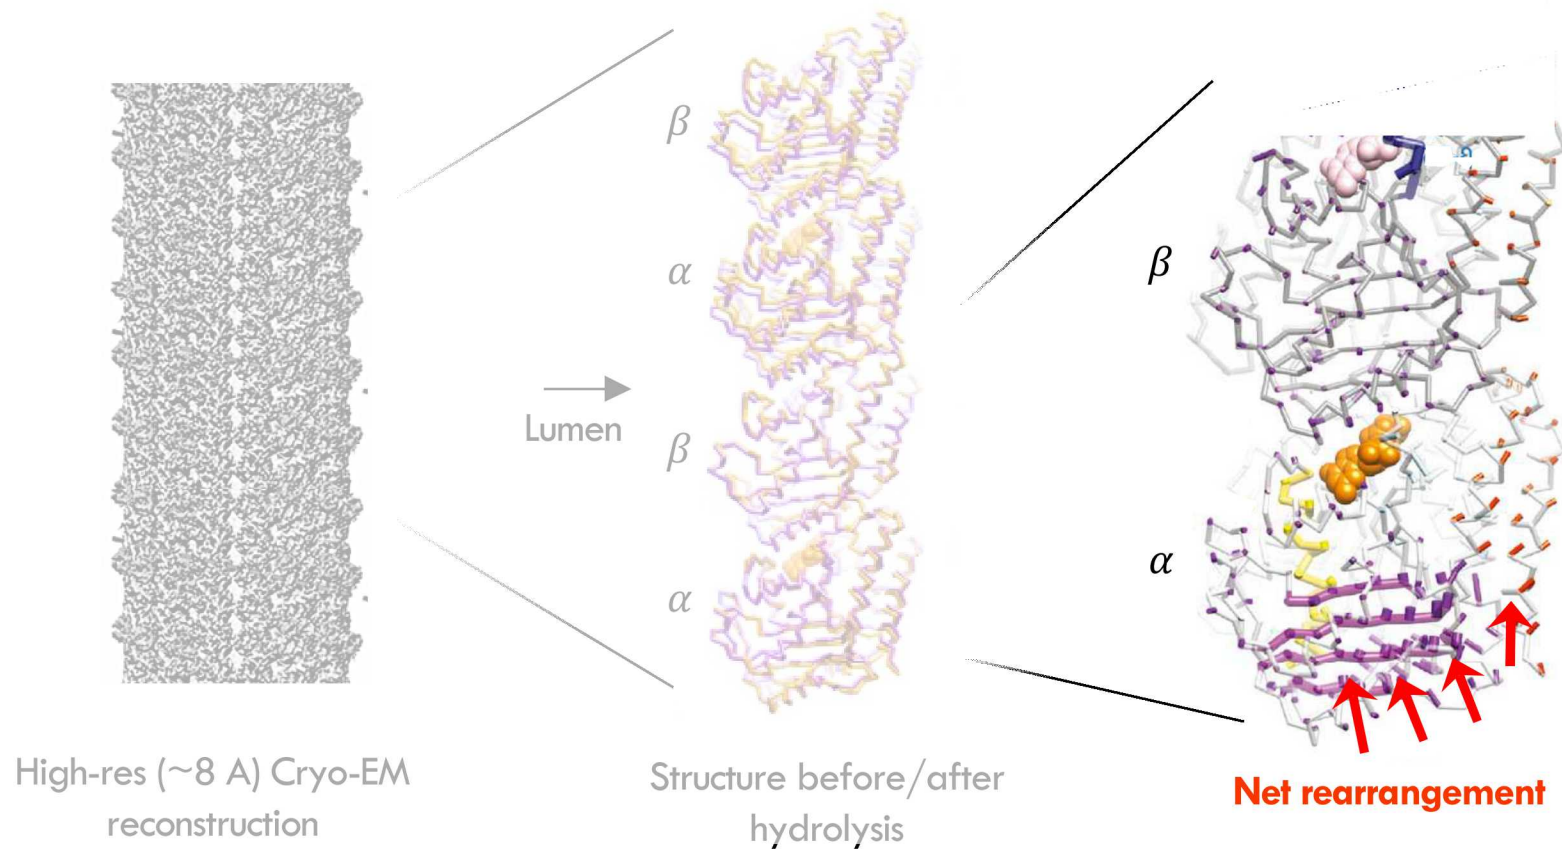 β
α
β
α
Lumen
β
α
High-res (~8 A) Cryo-EM
reconstruction
Structure before/after
hydrolysis
Net rearrangement